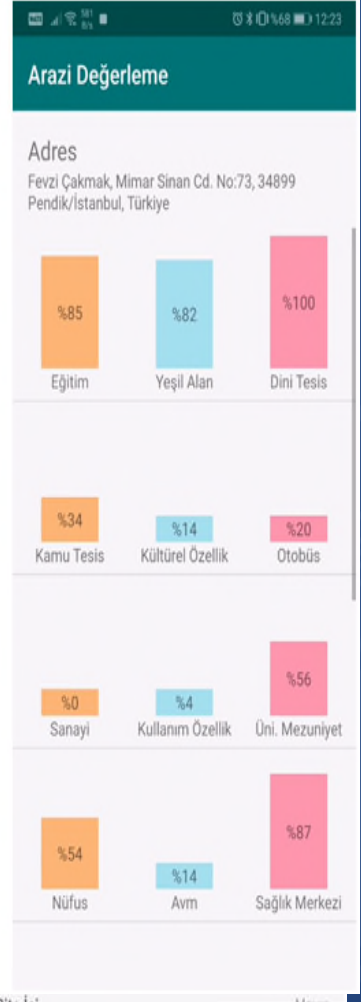 581
B/s
%68
12:23
Arazi Değerleme
Adres
Fevzi Çakmak, Mimar Sinan Cd. No:73, 34899
Pendik/İstanbul, Türkiye
%85 %82 %100
Eğitim Yeşil Alan Dini Tesis
%34 %14 %20
Kamu Tesis Kültürel Özellik Otobüs
%0 %4 %56
Sanayi Kullanım Özellik Üni. Mezuniyet
%54 %14 %87
Nüfus Avm Sağlık Merkezi